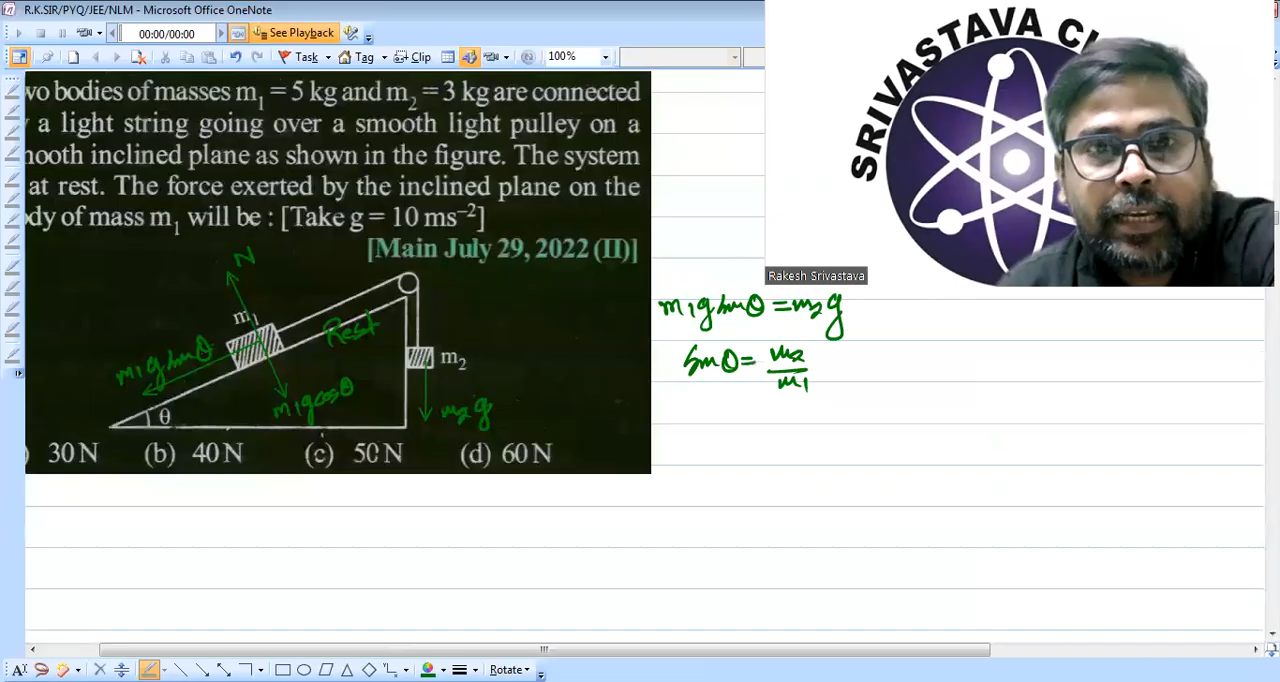 R.K.SIR/PYQ/JEE/NLM - Microsoft Office OneNote
00:00/00:00
See Playback
Task
Tag
Clip
100%
wo bodies of masses m₁ = 5 kg and m₂ = 3 kg are connected
a light string going over a smooth light pulley on a
nooth inclined plane as shown in the figure. The system
at rest. The force exerted by the inclined plane on the
dy of mass m₁ will be : [Take g = 10 ms⁻²]
[Main July 29, 2022 (II)]
N
m₁
Rest
m₁g sinθ
m₁g cosθ
m₂
m₂g
θ
) 30 N (b) 40 N (c) 50 N (d) 60 N
SRIVASTAVA CL
Rakesh Srivastava
m₁g sinθ = m₂g
sinθ = m₂/m₁
Rotate